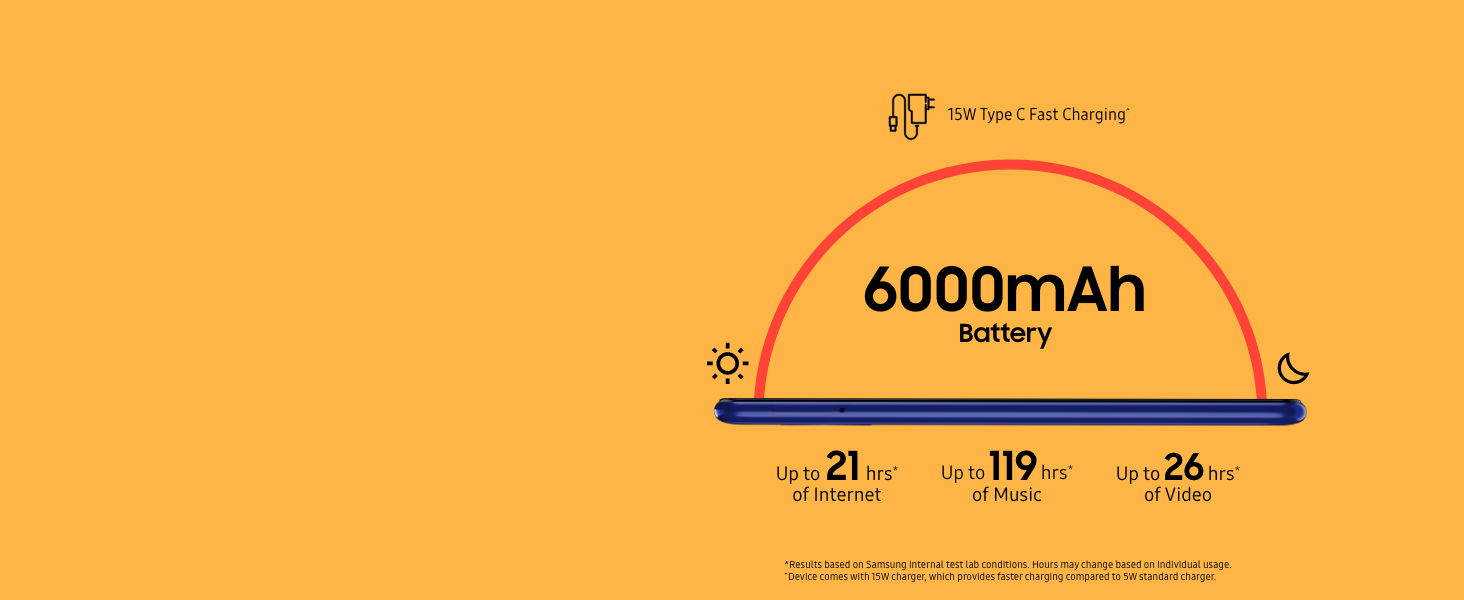 15W Type C Fast Charging^
6000mAh
Battery
Up to 21 hrs*
of Internet
Up to 119 hrs*
of Music
Up to 26 hrs*
of Video
*Results based on Samsung internal test lab conditions. Hours may change based on individual usage.
^Device comes with 15W charger, which provides faster charging compared to 5W standard charger.